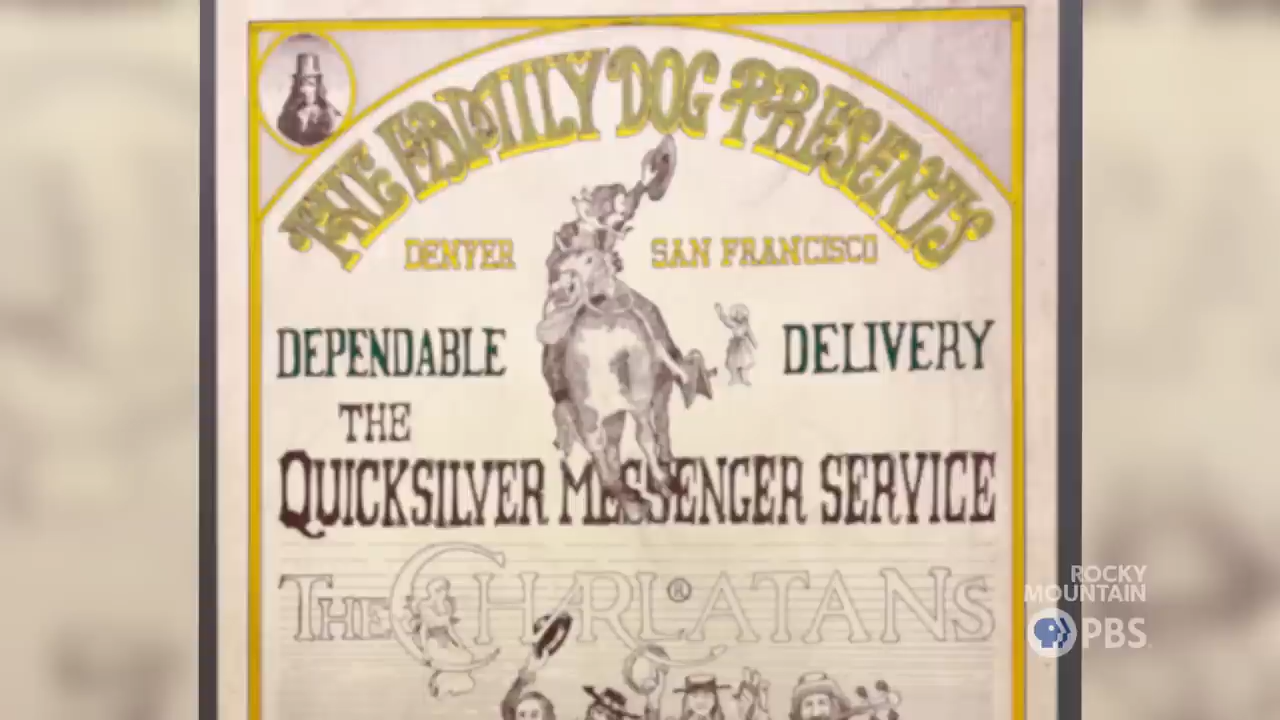 THE FAMILY DOG PRESENTS
DENVER SAN FRANCISCO
DEPENDABLE DELIVERY
THE
QUICKSILVER MESSENGER SERVICE
THE CHARLATANS
®
ROCKY
MOUNTAIN
PBS